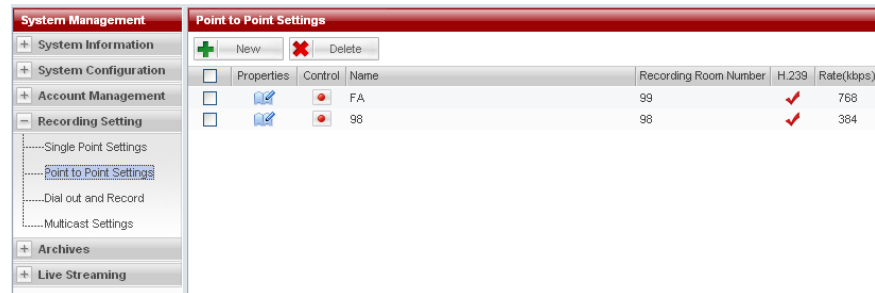 System Management
+ System Information
+ System Configuration
+ Account Management
- Recording Setting
Single Point Settings
Point to Point Settings
Dial out and Record
Multicast Settings
+ Archives
+ Live Streaming
Point to Point Settings
New Delete
Properties Control Name Recording Room Number H.239 Rate(kbps)
FA 99 768
98 98 384